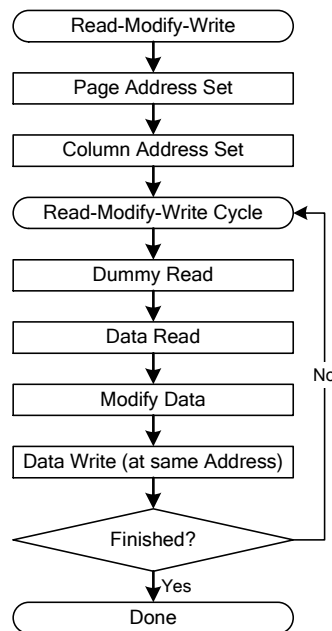 Read-Modify-Write
Page Address Set
Column Address Set
Read-Modify-Write Cycle
Dummy Read
Data Read
No
Modify Data
Data Write (at same Address)
Finished?
Yes
Done